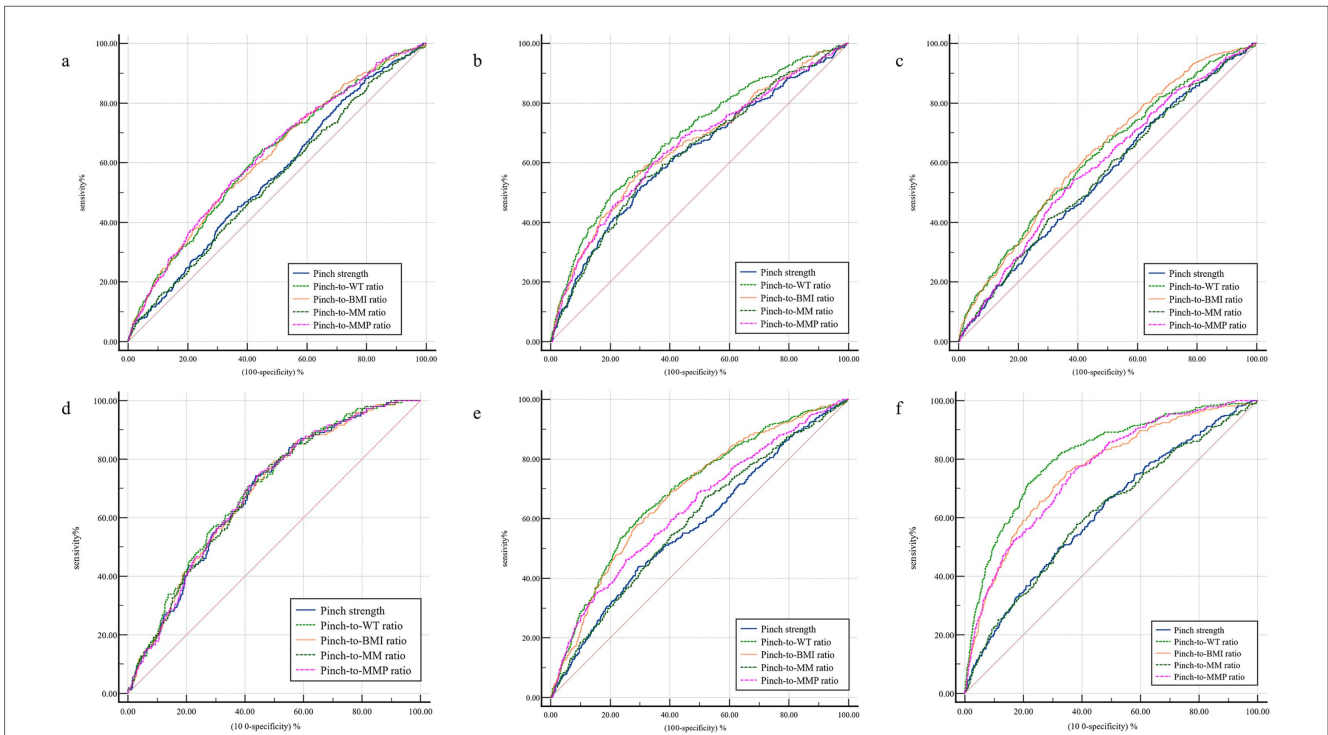 a
100.00
80.00
60.00
40.00
20.00
0.00
sensivity%
Pinch strength
Pinch-to-WT ratio
Pinch-to-BMI ratio
Pinch-to-MM ratio
Pinch-to-MMP ratio
0.00 20.00 40.00 60.00 80.00 100.00
(100-specificity) %
b
100.00
80.00
60.00
40.00
20.00
0.00
sensivity%
Pinch strength
Pinch-to-WT ratio
Pinch-to-BMI ratio
Pinch-to-MM ratio
Pinch-to-MMP ratio
0.00 20.00 40.00 60.00 80.00 100.00
(100-specificity) %
c
100.00
80.00
60.00
40.00
20.00
0.00
sensivity%
Pinch strength
Pinch-to-WT ratio
Pinch-to-BMI ratio
Pinch-to-MM ratio
Pinch-to-MMP ratio
0.00 20.00 40.00 60.00 80.00 100.00
(100-specificity) %
d
100.00
80.00
60.00
40.00
20.00
0.00
sensivity%
Pinch strength
Pinch-to-WT ratio
Pinch-to-BMI ratio
Pinch-to-MM ratio
Pinch-to-MMP ratio
0.00 20.00 40.00 60.00 80.00 100.00
(10 0-specificity) %
e
100.00
80.00
60.00
40.00
20.00
0.00
sensivity%
Pinch strength
Pinch-to-WT ratio
Pinch-to-BMI ratio
Pinch-to-MM ratio
Pinch-to-MMP ratio
0.00 20.00 40.00 60.00 80.00 100.00
(100-specificity) %
f
100.00
80.00
60.00
40.00
20.00
0.00
sensivity%
Pinch strength
Pinch-to-WT ratio
Pinch-to-BMI ratio
Pinch-to-MM ratio
Pinch-to-MMP ratio
0.00 20.00 40.00 60.00 80.00 100.00
(10 0-specificity) %